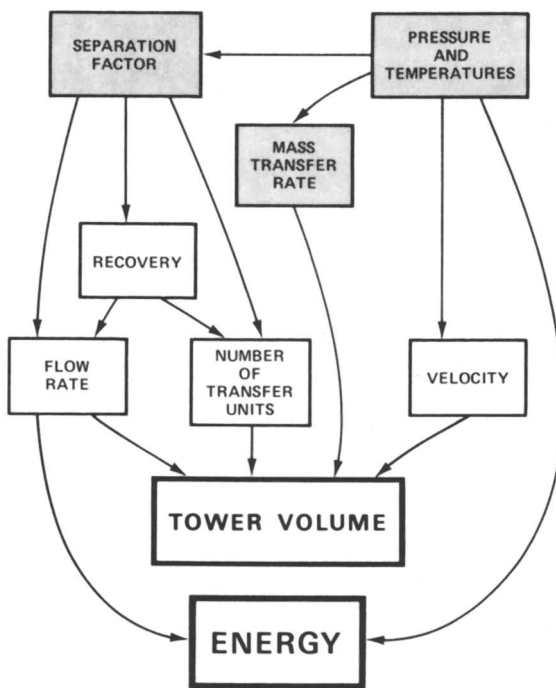 SEPARATION
FACTOR
PRESSURE
AND
TEMPERATURES
MASS
TRANSFER
RATE
RECOVERY
FLOW
RATE
NUMBER
OF
TRANSFER
UNITS
VELOCITY
TOWER VOLUME
ENERGY